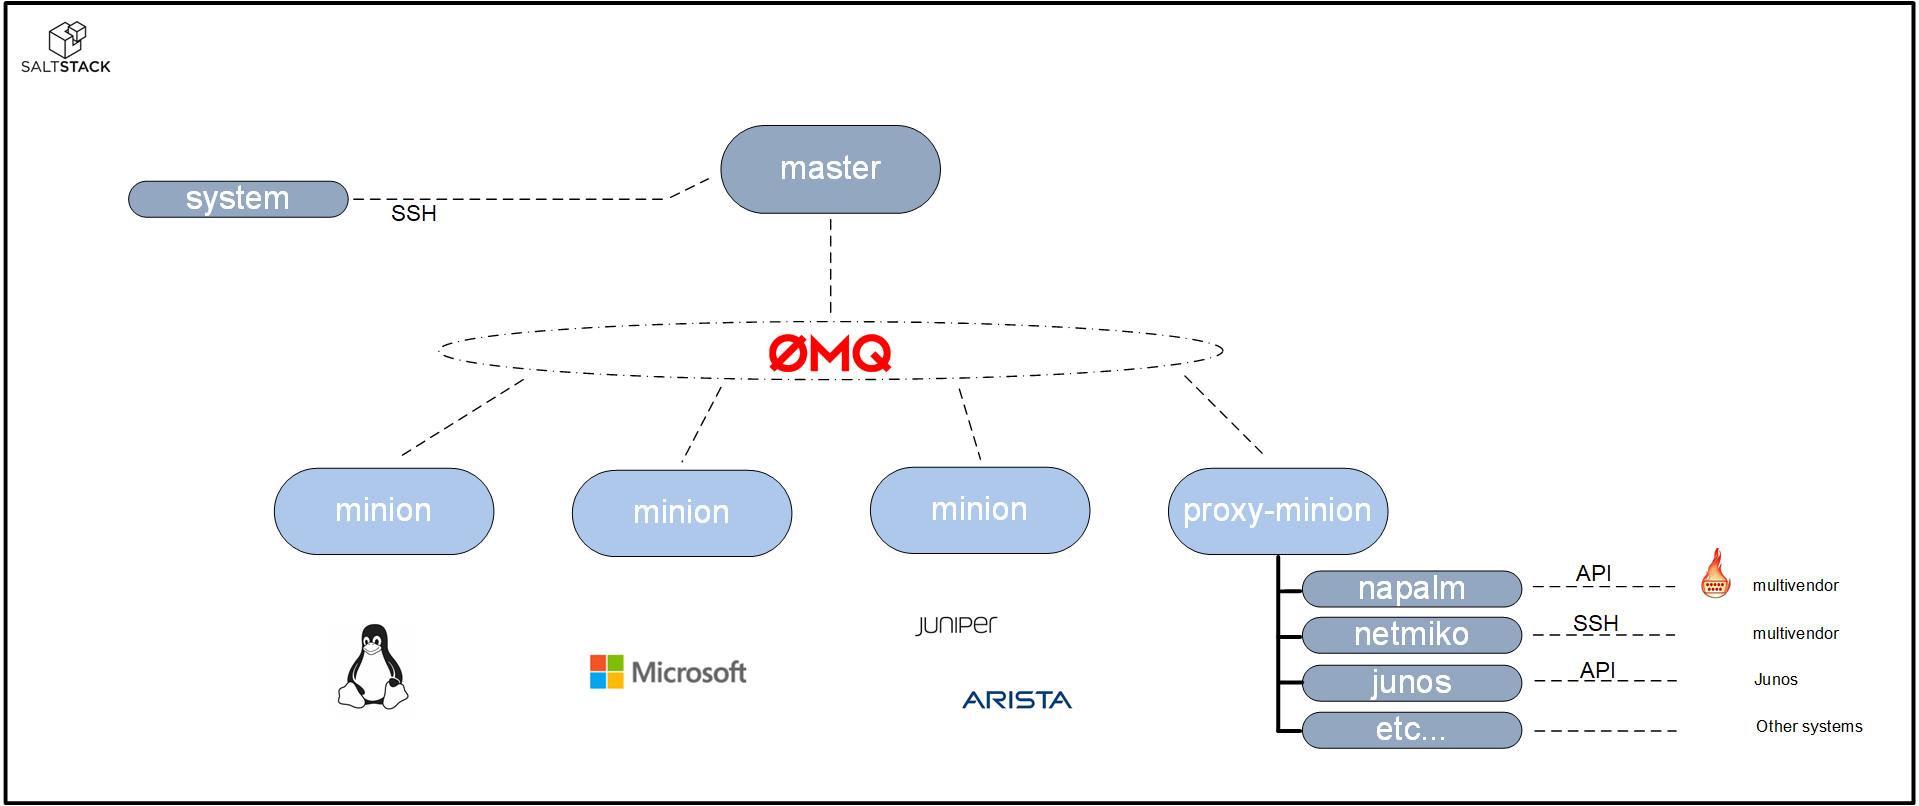 SALTSTACK
master
system
SSH
ØMQ
minion
minion
minion
proxy-minion
JUNIPER
Microsoft
ARISTA
napalm
API
multivendor
netmiko
SSH
multivendor
junos
API
Junos
etc...
Other systems